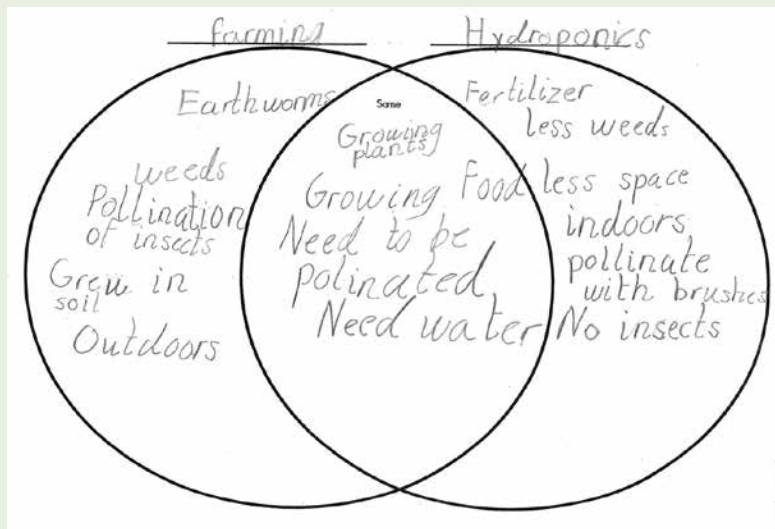 farming
Hydroponics
Earthworms
weeds
Pollination
of insects
Grew in
soil
Outdoors
Same
Growing
plants
Growing Food
Need to be
polinated
Need water
Fertilizer
less weeds
less space
indoors
pollinate
with brushes
No insects